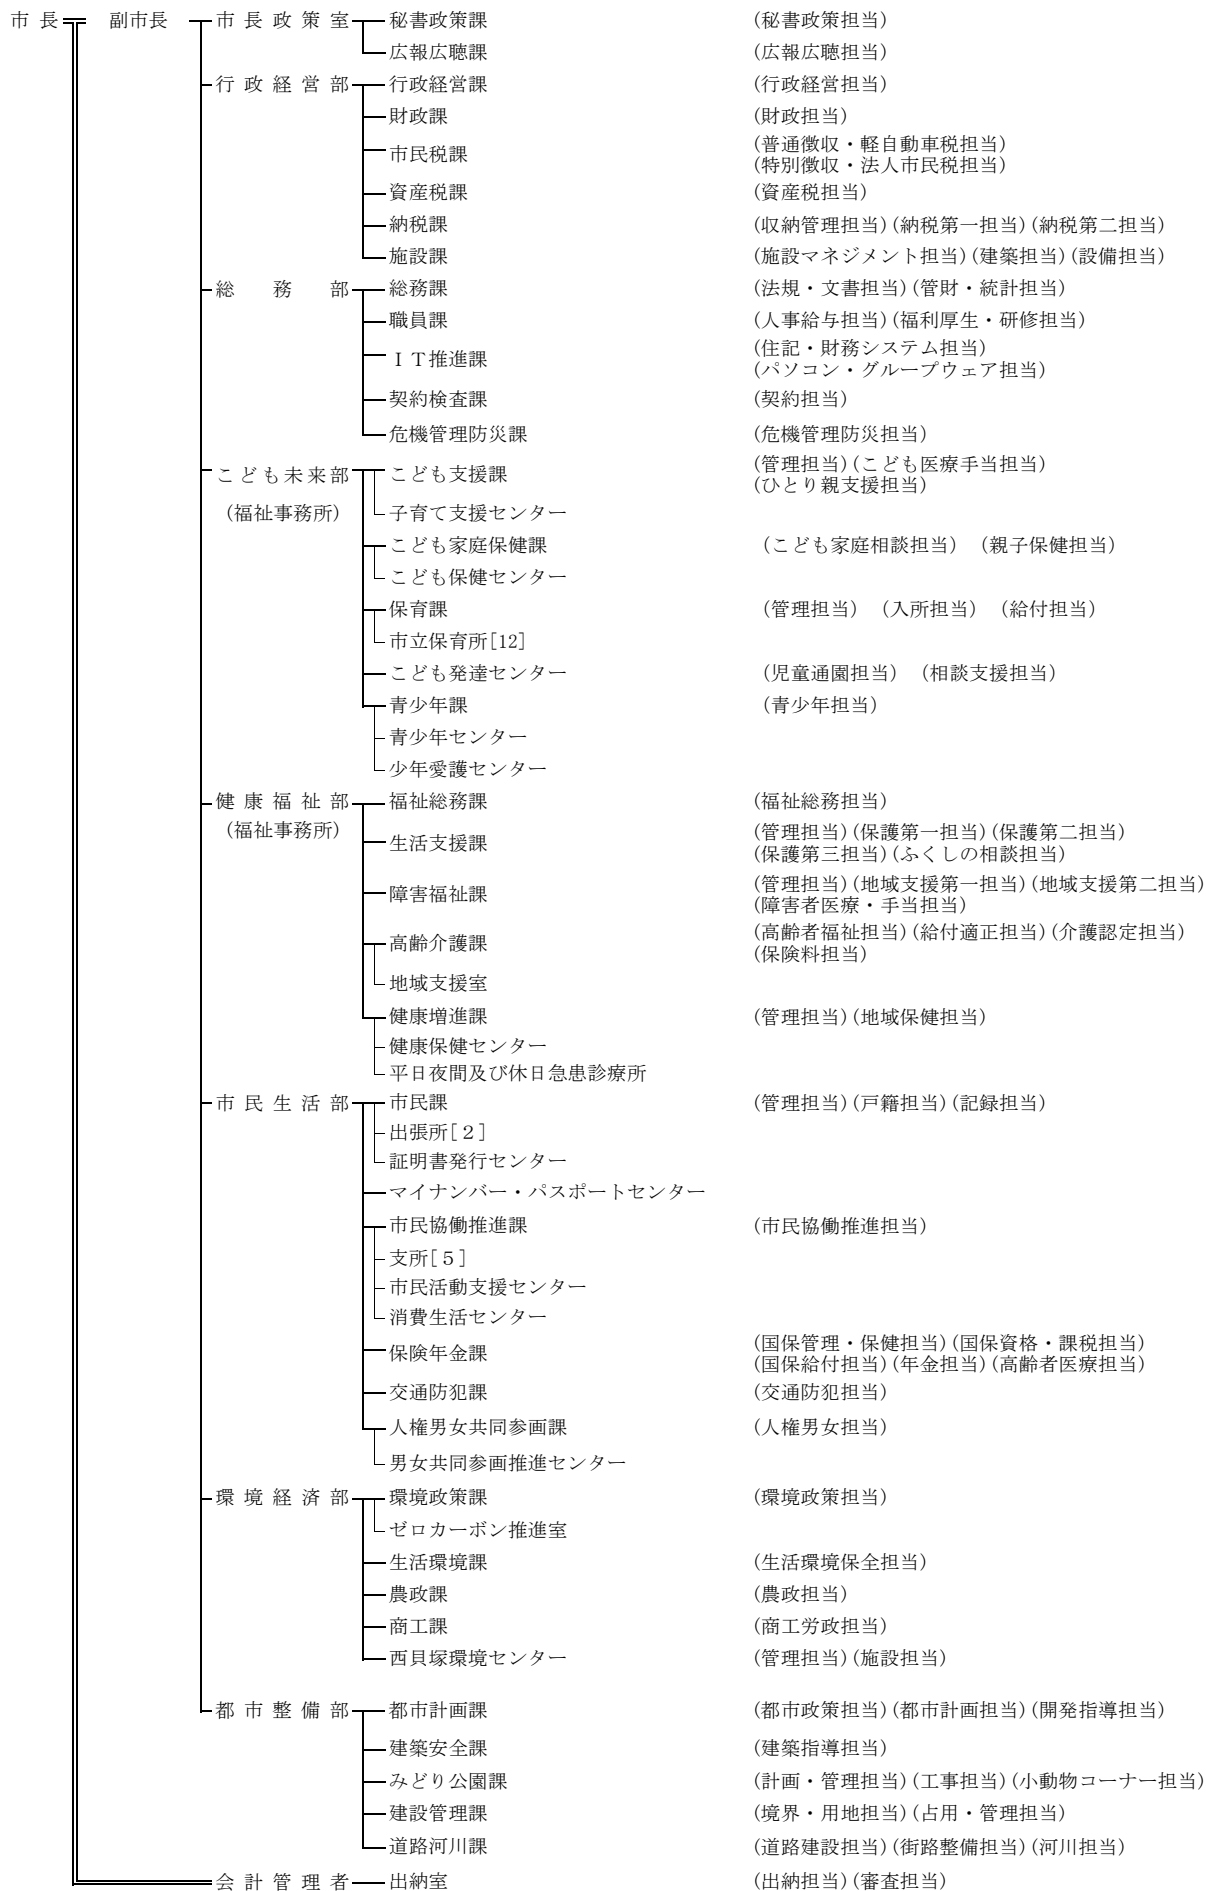 市 長 副市長 市 長 政 策 室 秘書政策課 (秘書政策担当)
広報広聴課 (広報広聴担当)
行 政 経 営 部 行政経営課 (行政経営担当)
財政課 (財政担当)
市民税課 (普通徴収・軽自動車税担当)
(特別徴収・法人市民税担当)
資産税課 (資産税担当)
納税課 (収納管理担当)(納税第一担当)(納税第二担当)
施設課 (施設マネジメント担当)(建築担当)(設備担当)
総 務 部 総務課 (法規・文書担当)(管財・統計担当)
職員課 (人事給与担当)(福利厚生・研修担当)
ＩＴ推進課 (住記・財務システム担当)
(パソコン・グループウェア担当)
契約検査課 (契約担当)
危機管理防災課 (危機管理防災担当)
こ ど も 未 来 部 こども支援課 (管理担当)(こども医療手当担当)
(ひとり親支援担当)
(福祉事務所) 子育て支援センター
こども家庭保健課 (こども家庭相談担当) (親子保健担当)
こども保健センター
保育課 (管理担当) (入所担当) (給付担当)
市立保育所[12]
こども発達センター (児童通園担当) (相談支援担当)
青少年課 (青少年担当)
青少年センター
少年愛護センター
健 康 福 祉 部 福祉総務課 (福祉総務担当)
(福祉事務所) 生活支援課 (管理担当)(保護第一担当)(保護第二担当)
(保護第三担当)(ふくしの相談担当)
障害福祉課 (管理担当)(地域支援第一担当)(地域支援第二担当)
(障害者医療・手当担当)
高齢介護課 (高齢者福祉担当)(給付適正担当)(介護認定担当)
(保険料担当)
地域支援室
健康増進課 (管理担当)(地域保健担当)
健康保健センター
平日夜間及び休日急患診療所
市 民 生 活 部 市民課 (管理担当)(戸籍担当)(記録担当)
出張所[２]
証明書発行センター
マイナンバー・パスポートセンター
市民協働推進課 (市民協働推進担当)
支所[５]
市民活動支援センター
消費生活センター
保険年金課 (国保管理・保健担当)(国保資格・課税担当)
(国保給付担当)(年金担当)(高齢者医療担当)
交通防犯課 (交通防犯担当)
人権男女共同参画課 (人権男女担当)
男女共同参画推進センター
環 境 経 済 部 環境政策課 (環境政策担当)
ゼロカーボン推進室
生活環境課 (生活環境保全担当)
農政課 (農政担当)
商工課 (商工労政担当)
西貝塚環境センター (管理担当)(施設担当)
都 市 整 備 部 都市計画課 (都市政策担当)(都市計画担当)(開発指導担当)
建築安全課 (建築指導担当)
みどり公園課 (計画・管理担当)(工事担当)(小動物コーナー担当)
建設管理課 (境界・用地担当)(占用・管理担当)
道路河川課 (道路建設担当)(街路整備担当)(河川担当)
会 計 管 理 者 出納室 (出納担当)(審査担当)